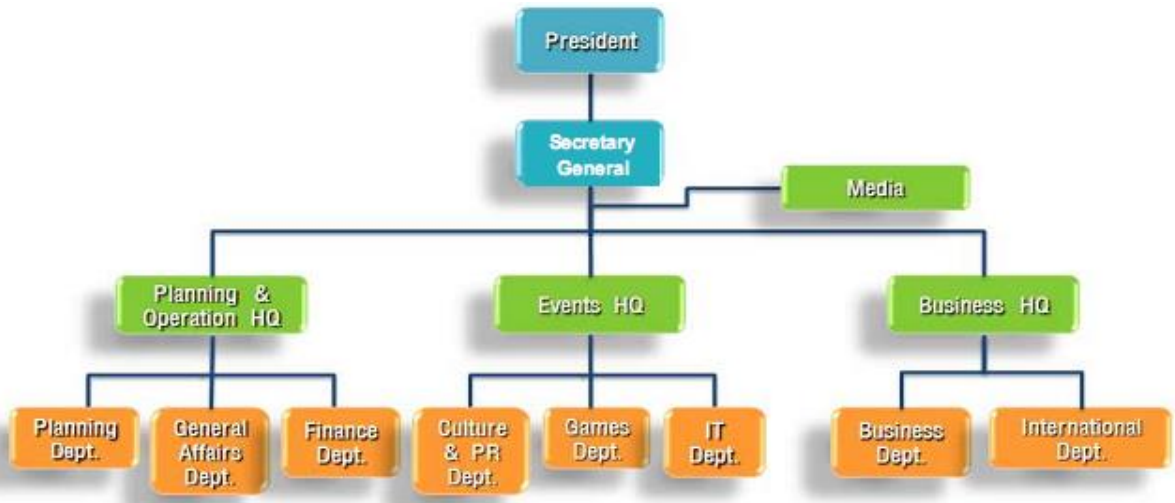 President
Secretary
General
Media
Planning &
Operation HQ
Events HQ
Business HQ
Planning
Dept.
General
Affairs
Dept.
Finance
Dept.
Culture
& PR
Dept.
Games
Dept.
IT
Dept.
Business
Dept.
International
Dept.